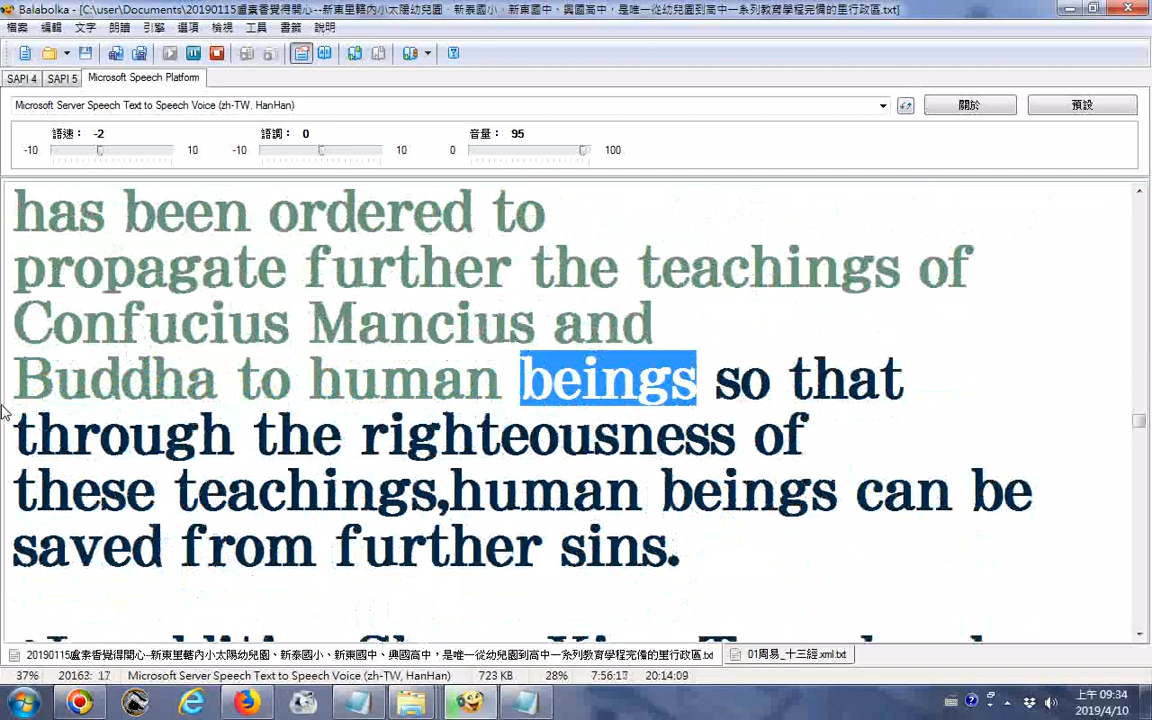 Balabolka - [C:\user\Documents\20190115盧素香覺得開心--新東里轄內小太陽幼兒園、新泰國小、新東國中、興國高中，是唯一從幼兒園到高中一系列教育學程完備的里行政區.txt]
檔案 編輯 文字 朗讀 引擎 選項 檢視 工具 書籤 說明
SAPI 4 SAPI 5 Microsoft Speech Platform
Microsoft Server Speech Text to Speech Voice (zh-TW, HanHan) 關於 預設
語速： -2 語調： 0 音量： 95
-10 10 -10 10 0 100
has been ordered to
propagate further the teachings of
Confucius Mancius and
Buddha to human beings so that
through the righteousness of
these teachings,human beings can be
saved from further sins.
20190115盧素香覺得開心--新東里轄內小太陽幼兒園、新泰國小、新東國中、興國高中，是唯一從幼兒園到高中一系列教育學程完備的里行政區.txt 01周易_十三經.xml.txt
37% 20163: 17 Microsoft Server Speech Text to Speech Voice (zh-TW, HanHan) 723 KB 28% 7:56:17 20:14:09
上午 09:34
2019/4/10